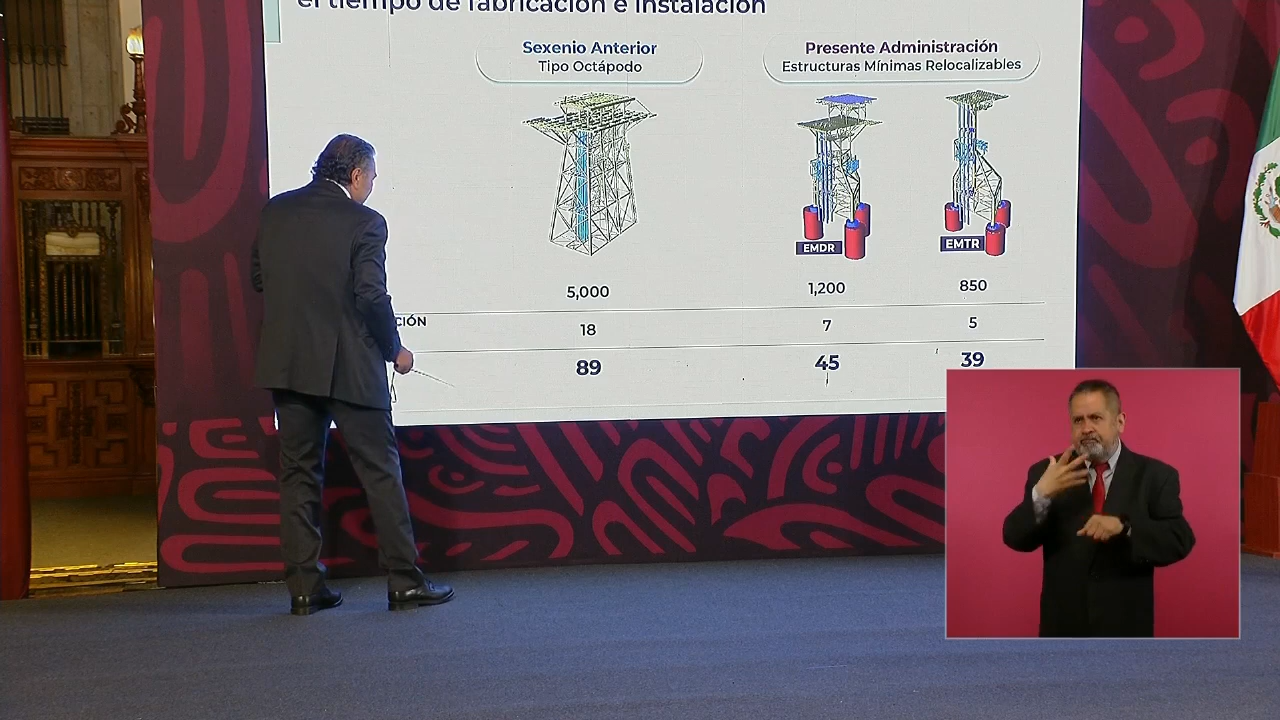 el tiempo de fabricación e instalación
Sexenio Anterior
Tipo Octápodo
Presente Administración
Estructuras Mínimas Relocalizables
EMDR
EMTR
5,000 1,200 850
CIÓN 18 7 5
89 45 39